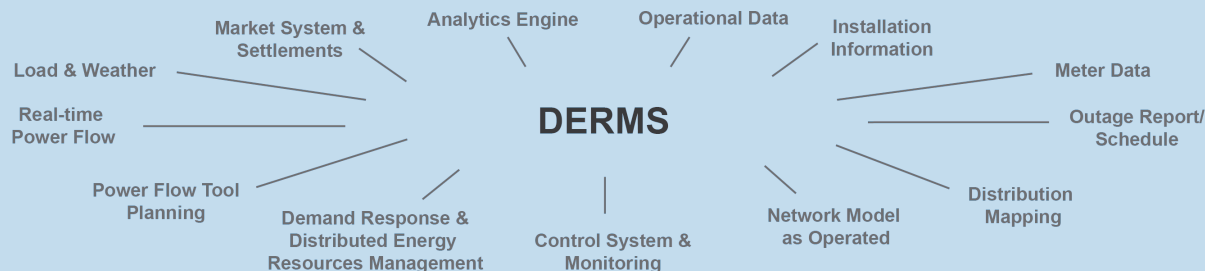 Analytics Engine
Operational Data
Market System &
Settlements
Installation
Information
Load & Weather
Meter Data
Real-time
Power Flow
DERMS
Outage Report/
Schedule
Power Flow Tool
Planning
Distribution
Mapping
Demand Response &
Distributed Energy
Resources Management
Control System &
Monitoring
Network Model
as Operated